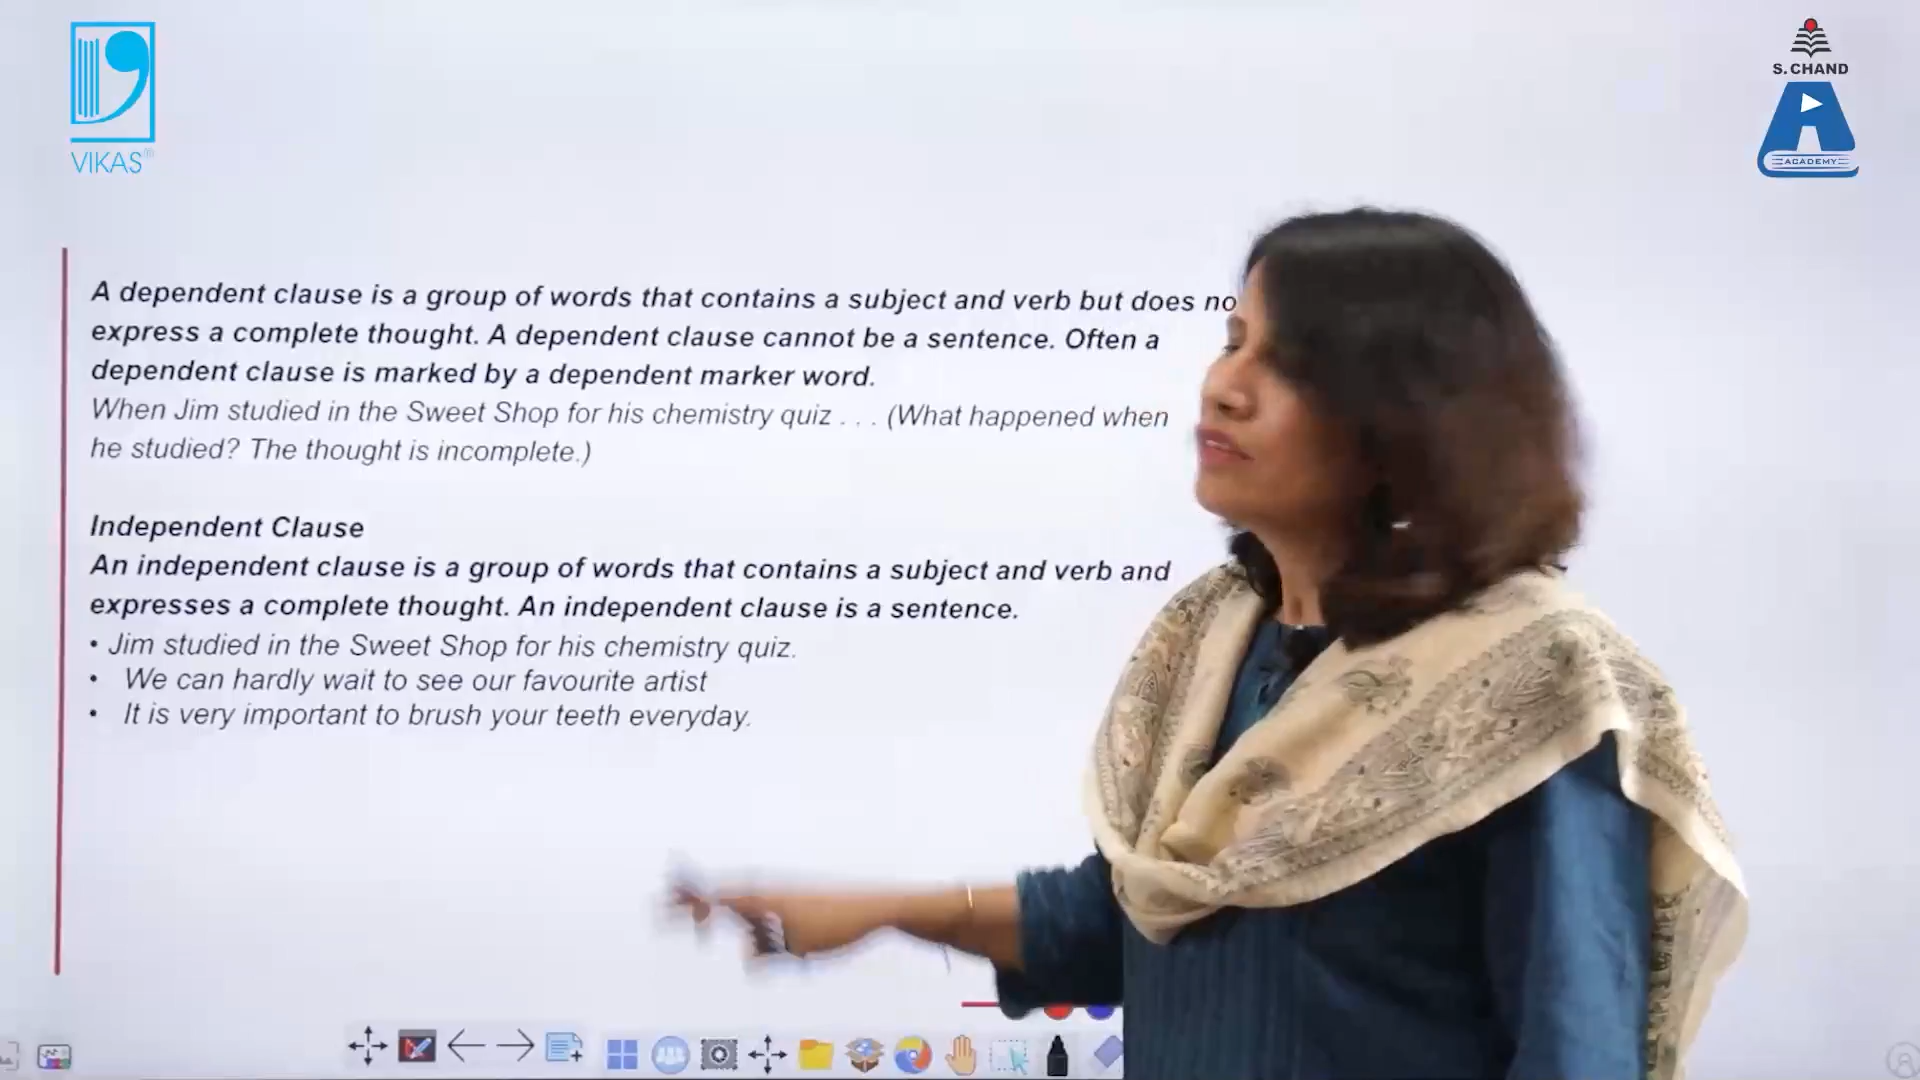 VIKAS®
S. CHAND
ACADEMY
A dependent clause is a group of words that contains a subject and verb but does
express a complete thought. A dependent clause cannot be a sentence. Often a
dependent clause is marked by a dependent marker word.
When Jim studied in the Sweet Shop for his chemistry quiz . . . (What happened when
he studied? The thought is incomplete.)
Independent Clause
An independent clause is a group of words that contains a subject and verb and
expresses a complete thought. An independent clause is a sentence.
• Jim studied in the Sweet Shop for his chemistry quiz.
• We can hardly wait to see our favourite artist
• It is very important to brush your teeth everyday.